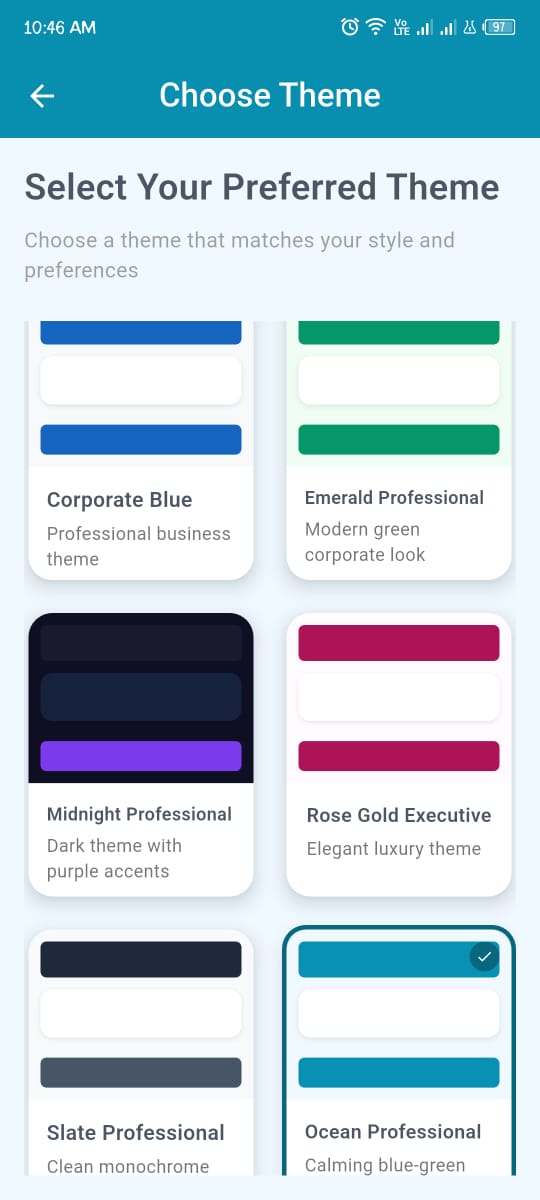 10:46 AM
Vo LTE
97
Choose Theme
Select Your Preferred Theme
Choose a theme that matches your style and
preferences
Corporate Blue
Professional business
theme
Emerald Professional
Modern green
corporate look
Midnight Professional
Dark theme with
purple accents
Rose Gold Executive
Elegant luxury theme
Slate Professional
Clean monochrome
Ocean Professional
Calming blue-green